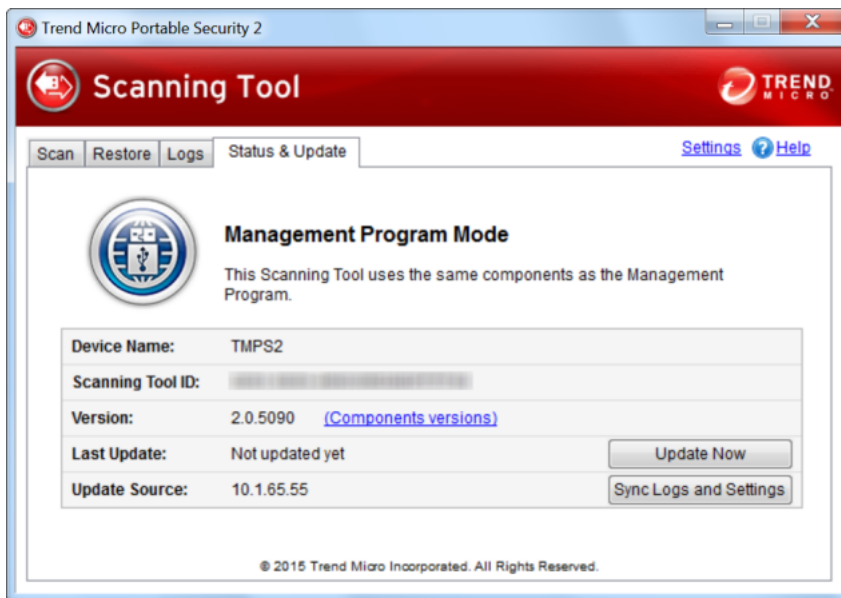 Trend Micro Portable Security 2
Scanning Tool
TREND
MICRO
Scan Restore Logs Status & Update Settings ? Help
Management Program Mode
This Scanning Tool uses the same components as the Management
Program.
Device Name: TMPS2
Scanning Tool ID:
Version: 2.0.5090 (Components versions)
Last Update: Not updated yet Update Now
Update Source: 10.1.65.55 Sync Logs and Settings
© 2015 Trend Micro Incorporated. All Rights Reserved.